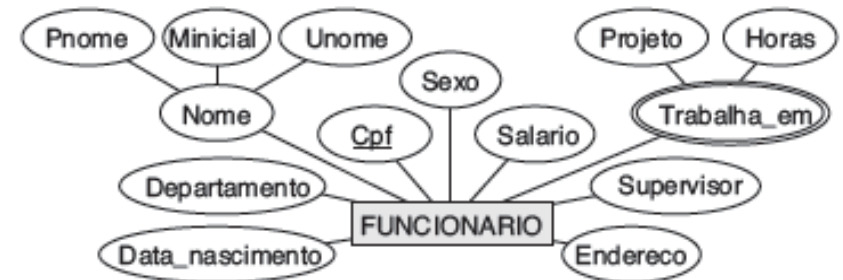 Pnome Minicial Unome Projeto Horas
Sexo
Nome Cpf Salario Trabalha_em
Departamento Supervisor
FUNCIONARIO
Data_nascimento Endereco